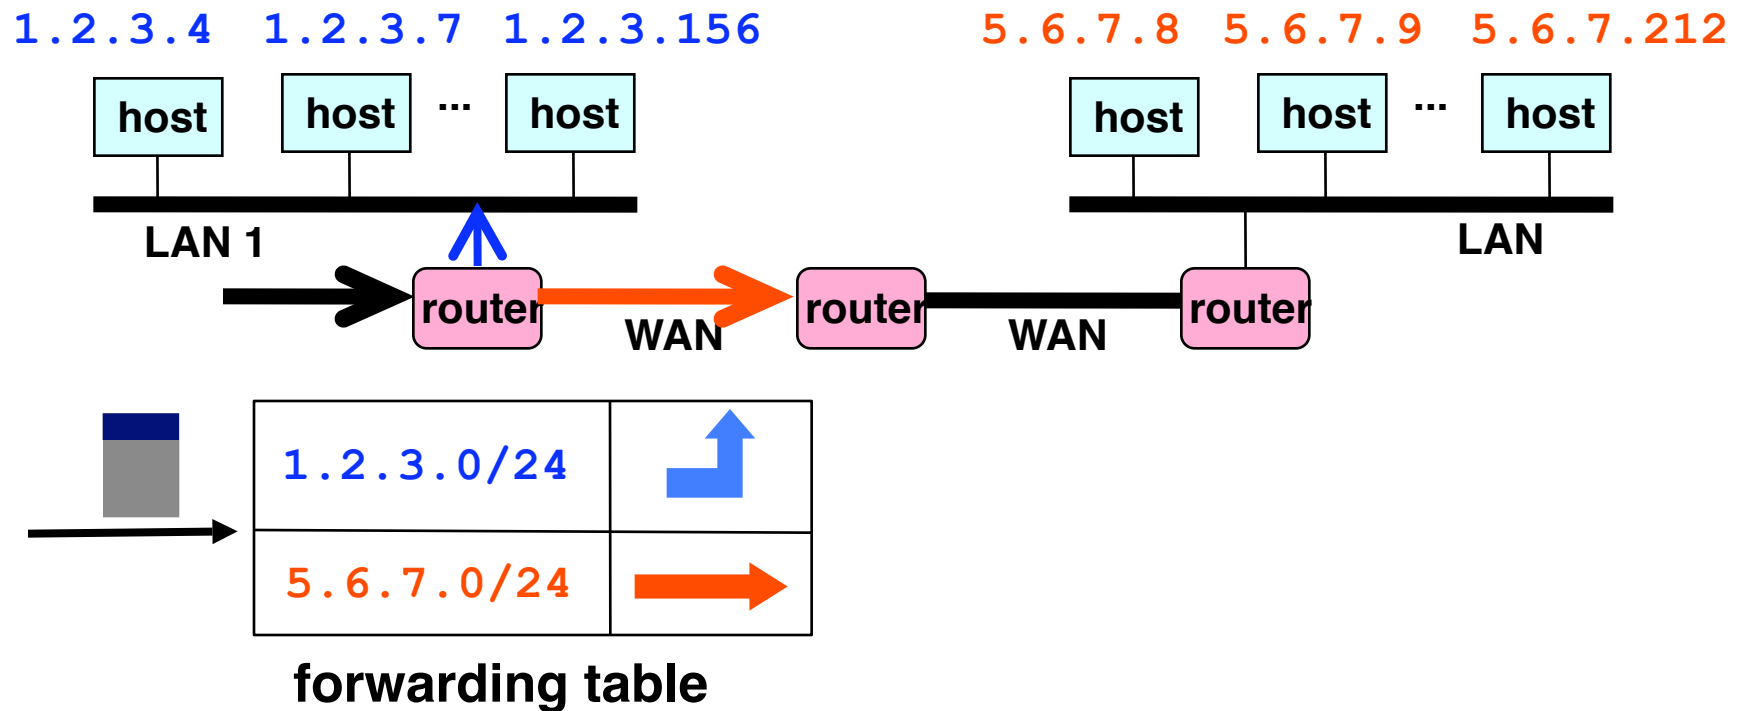 1.2.3.4 1.2.3.7 1.2.3.156 5.6.7.8 5.6.7.9 5.6.7.212
host host ... host host host ... host
LAN 1 LAN
router router router
WAN WAN
1.2.3.0/24
5.6.7.0/24
forwarding table